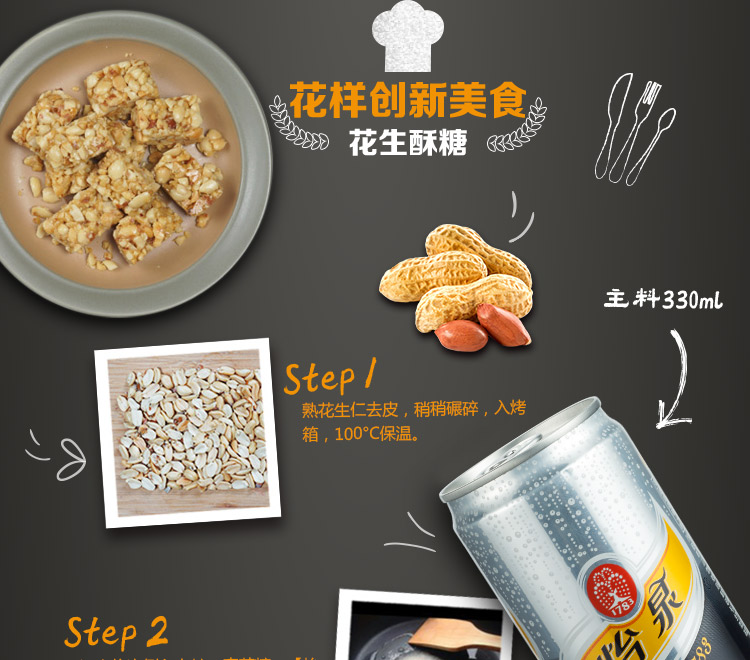 花样创新美食
花生酥糖
主料330ml
Step 1
熟花生仁去皮，稍稍碾碎，入烤
箱，100°C保温。
1783
怡泉
Step 2